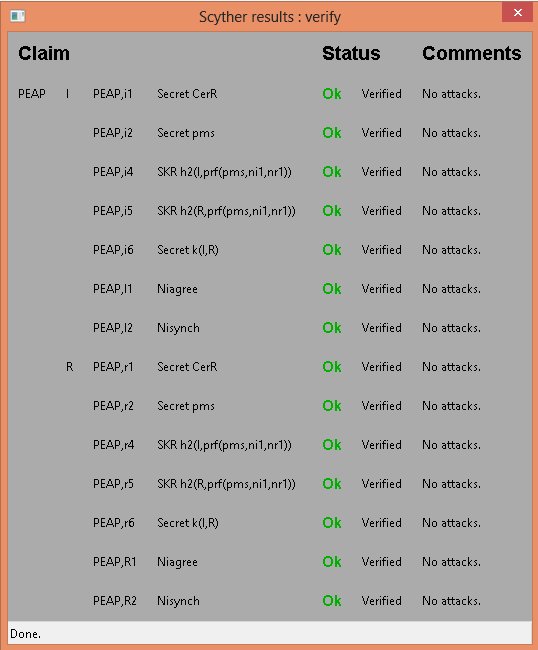 Scyther results : verify
Claim Status Comments
PEAP I PEAP,i1 Secret CerR Ok Verified No attacks.
PEAP,i2 Secret pms Ok Verified No attacks.
PEAP,i4 SKR h2(I,prf(pms,ni1,nr1)) Ok Verified No attacks.
PEAP,i5 SKR h2(R,prf(pms,ni1,nr1)) Ok Verified No attacks.
PEAP,i6 Secret k(I,R) Ok Verified No attacks.
PEAP,I1 Niagree Ok Verified No attacks.
PEAP,I2 Nisynch Ok Verified No attacks.
R PEAP,r1 Secret CerR Ok Verified No attacks.
PEAP,r2 Secret pms Ok Verified No attacks.
PEAP,r4 SKR h2(I,prf(pms,ni1,nr1)) Ok Verified No attacks.
PEAP,r5 SKR h2(R,prf(pms,ni1,nr1)) Ok Verified No attacks.
PEAP,r6 Secret k(I,R) Ok Verified No attacks.
PEAP,R1 Niagree Ok Verified No attacks.
PEAP,R2 Nisynch Ok Verified No attacks.
Done.